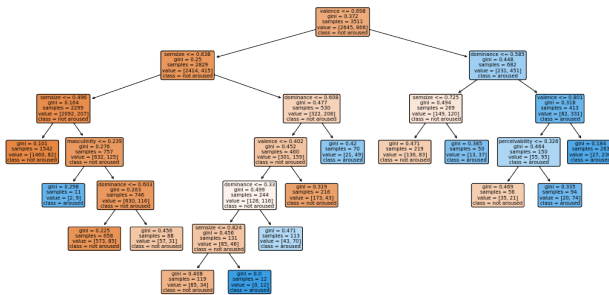 valence <= 0.698
gini = 0.372
samples = 3511
value = [2645, 866]
class = not aroused
semsize <= 0.638
gini = 0.25
samples = 2829
value = [2414, 415]
class = not aroused
dominance <= 0.585
gini = 0.448
samples = 682
value = [231, 451]
class = aroused
semsize <= 0.496
gini = 0.164
samples = 2299
value = [2092, 207]
class = not aroused
dominance <= 0.608
gini = 0.477
samples = 530
value = [322, 208]
class = not aroused
semsize <= 0.725
gini = 0.494
samples = 269
value = [149, 120]
class = not aroused
valence <= 0.801
gini = 0.318
samples = 413
value = [82, 331]
class = aroused
gini = 0.101
samples = 1542
value = [1460, 82]
class = not aroused
masculinity <= 0.239
gini = 0.276
samples = 757
value = [632, 125]
class = not aroused
valence <= 0.402
gini = 0.452
samples = 460
value = [301, 159]
class = not aroused
gini = 0.42
samples = 70
value = [21, 49]
class = aroused
gini = 0.471
samples = 219
value = [136, 83]
class = not aroused
gini = 0.385
samples = 50
value = [13, 37]
class = aroused
perceivability <= 0.326
gini = 0.464
samples = 150
value = [55, 95]
class = aroused
gini = 0.184
class = aroused
gini = 0.298
samples = 11
value = [2, 9]
class = aroused
dominance <= 0.603
gini = 0.263
samples = 746
value = [630, 116]
class = not aroused
dominance <= 0.33
gini = 0.499
samples = 244
value = [128, 116]
class = not aroused
gini = 0.319
samples = 216
value = [173, 43]
class = not aroused
gini = 0.469
samples = 56
value = [35, 21]
class = not aroused
gini = 0.335
samples = 94
value = [20, 74]
class = aroused
gini = 0.225
samples = 658
value = [573, 85]
class = not aroused
gini = 0.456
samples = 88
value = [57, 31]
class = not aroused
semsize <= 0.824
gini = 0.456
samples = 131
value = [85, 46]
class = not aroused
gini = 0.471
samples = 113
value = [43, 70]
class = aroused
gini = 0.408
samples = 119
value = [85, 34]
class = not aroused
gini = 0.0
samples = 12
value = [0, 12]
class = aroused